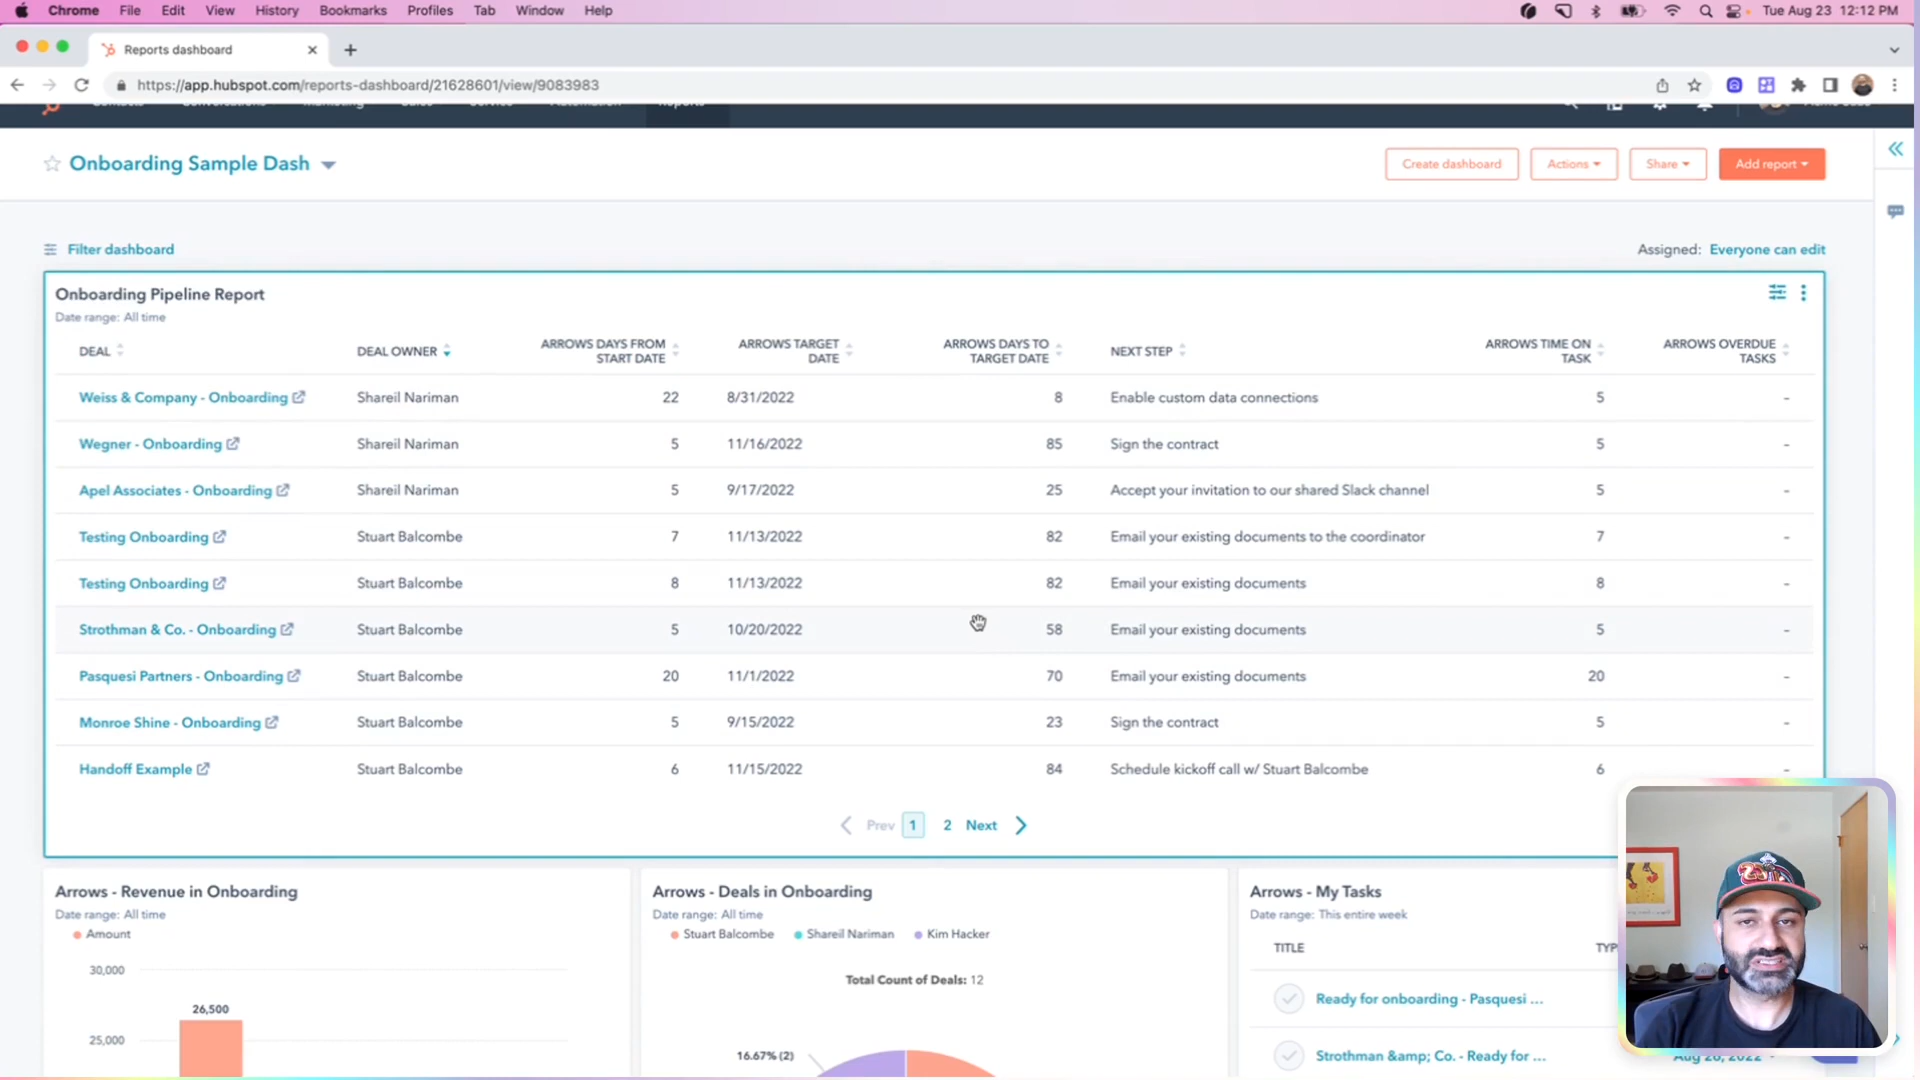 Chrome File Edit View History Bookmarks Profiles Tab Window Help Tue Aug 23 12:12 PM
Reports dashboard
https://app.hubspot.com/reports-dashboard/21628601/view/9083983
Onboarding Sample Dash
Create dashboard Actions Share Add report
Filter dashboard
Assigned: Everyone can edit
Onboarding Pipeline Report
Date range: All time
DEAL DEAL OWNER ARROWS DAYS FROM START DATE ARROWS TARGET DATE ARROWS DAYS TO TARGET DATE NEXT STEP ARROWS TIME ON TASK ARROWS OVERDUE TASKS
Weiss & Company - Onboarding Shareil Nariman 22 8/31/2022 8 Enable custom data connections 5 -
Wegner - Onboarding Shareil Nariman 5 11/16/2022 85 Sign the contract 5 -
Apel Associates - Onboarding Shareil Nariman 5 9/17/2022 25 Accept your invitation to our shared Slack channel 5 -
Testing Onboarding Stuart Balcombe 7 11/13/2022 82 Email your existing documents to the coordinator 7 -
Testing Onboarding Stuart Balcombe 8 11/13/2022 82 Email your existing documents 8 -
Strothman & Co. - Onboarding Stuart Balcombe 5 10/20/2022 58 Email your existing documents 5 -
Pasquesi Partners - Onboarding Stuart Balcombe 20 11/1/2022 70 Email your existing documents 20 -
Monroe Shine - Onboarding Stuart Balcombe 5 9/15/2022 23 Sign the contract 5 -
Handoff Example Stuart Balcombe 6 11/15/2022 84 Schedule kickoff call w/ Stuart Balcombe 6 -
Prev 1 2 Next
Arrows - Revenue in Onboarding
Date range: All time
Amount
30,000
26,500
25,000
Arrows - Deals in Onboarding
Date range: All time
Stuart Balcombe Shareil Nariman Kim Hacker
Total Count of Deals: 12
16.67% (2)
Arrows - My Tasks
Date range: This entire week
TITLE TYP
Ready for onboarding - Pasquesi ...
Strothman &amp; Co. - Ready for ...